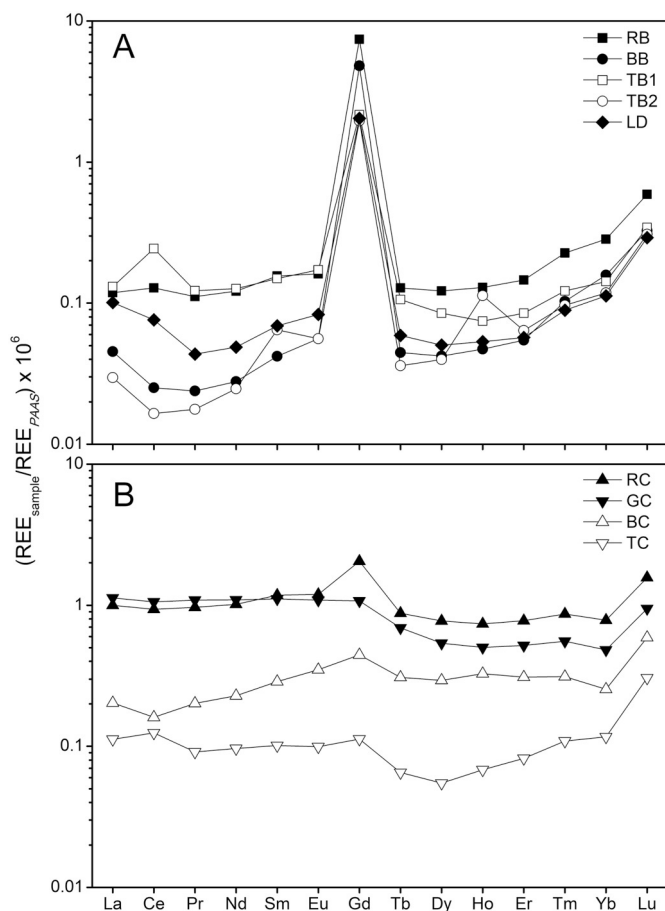 10
A
RB
BB
TB1
TB2
LD
1
0.1
0.01
(REE_sample/REE_PAAS) x 10^6
10
B
RC
GC
BC
TC
1
0.1
0.01
La Ce Pr Nd Sm Eu Gd Tb Dy Ho Er Tm Yb Lu